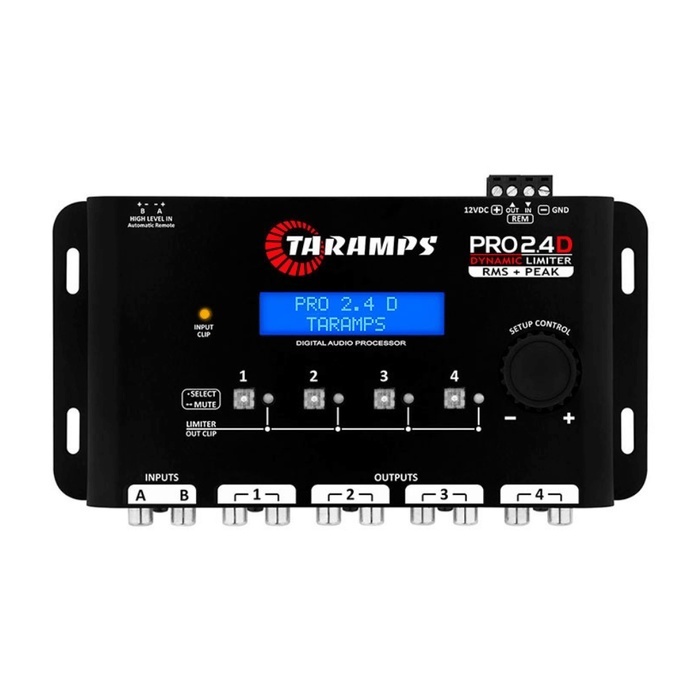 + - - +
B A
HIGH LEVEL IN
Automatic Remote
12VDC + OUT IN - GND
REM
TARAMPS
PRO 2.4D
DYNAMIC LIMITER
RMS + PEAK
PRO 2.4 D
TARAMPS
DIGITAL AUDIO PROCESSOR
INPUT
CLIP
SETUP CONTROL
- +
1 2 3 4
• SELECT
•• MUTE
LIMITER
OUT CLIP
INPUTS OUTPUTS
A B 1 2 3 4